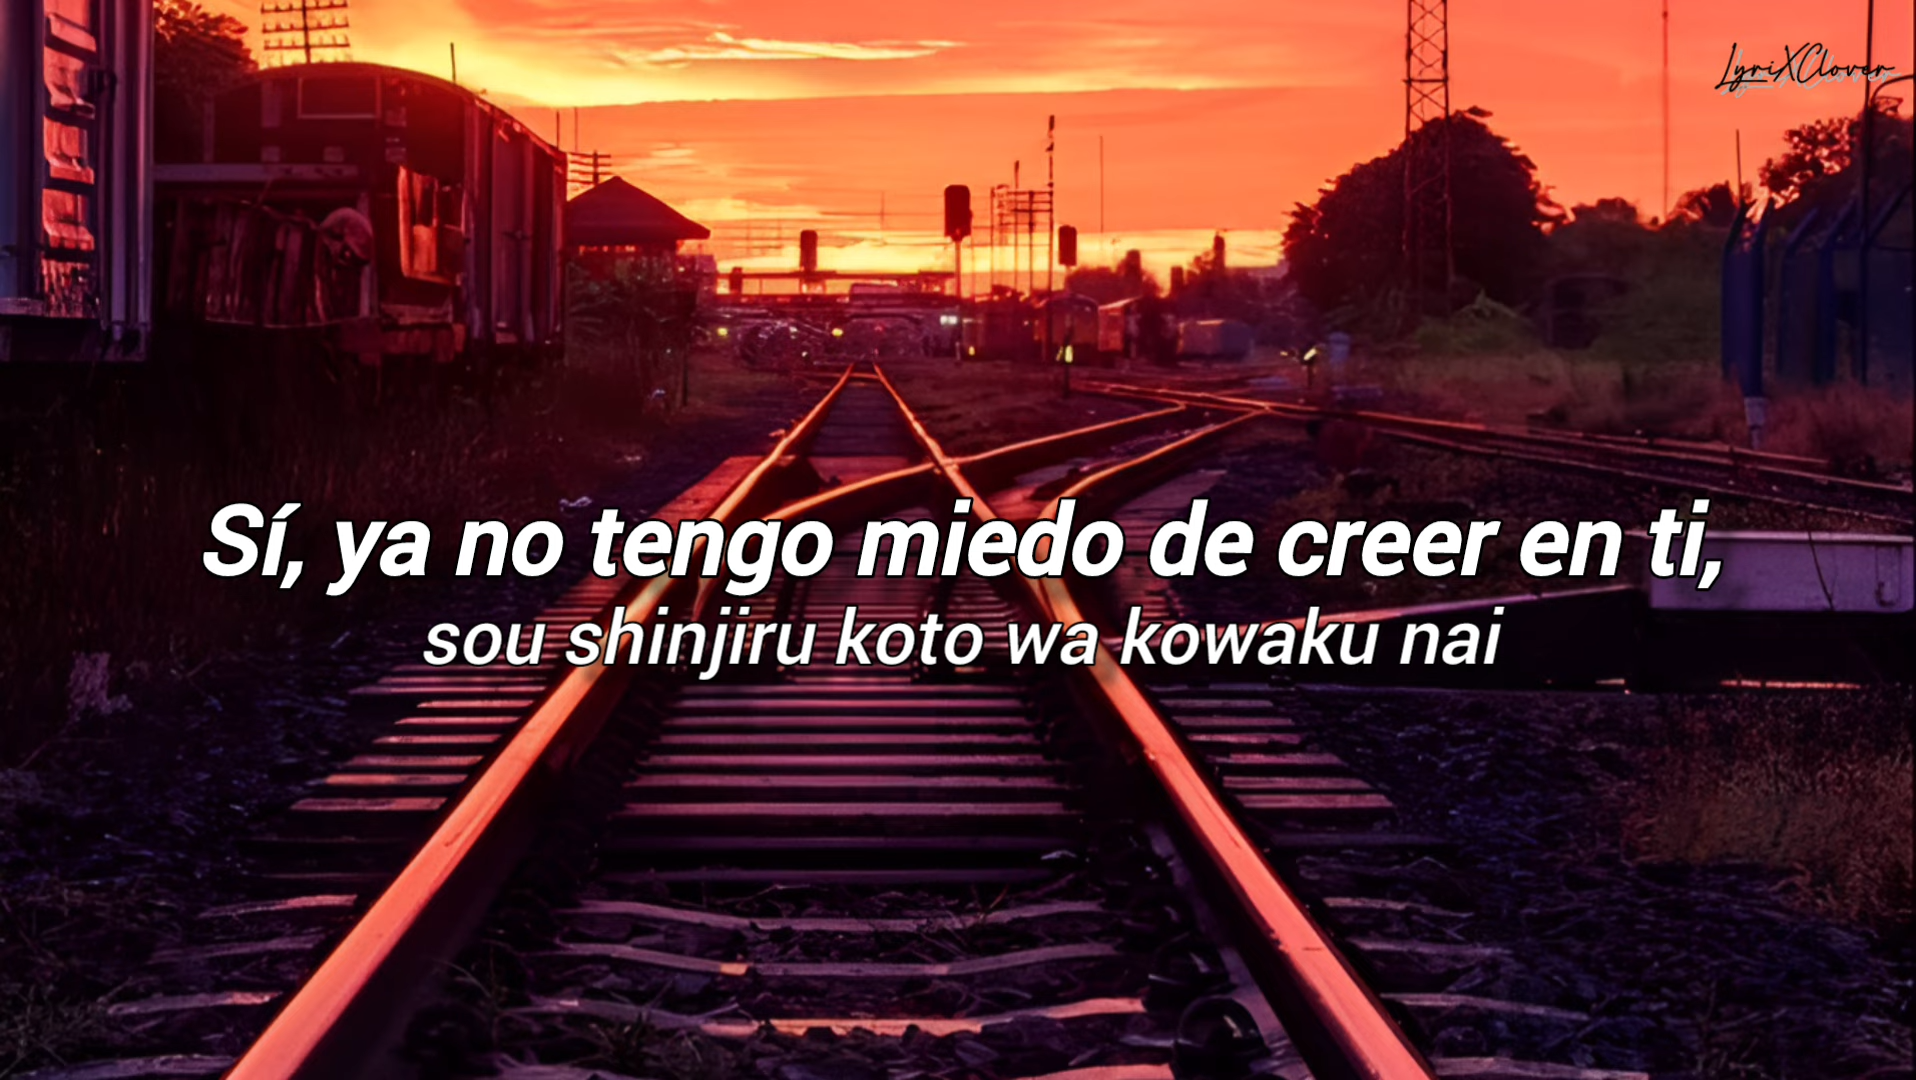 LyriXClover
Sí, ya no tengo miedo de creer en ti,
sou shinjiru koto wa kowaku nai